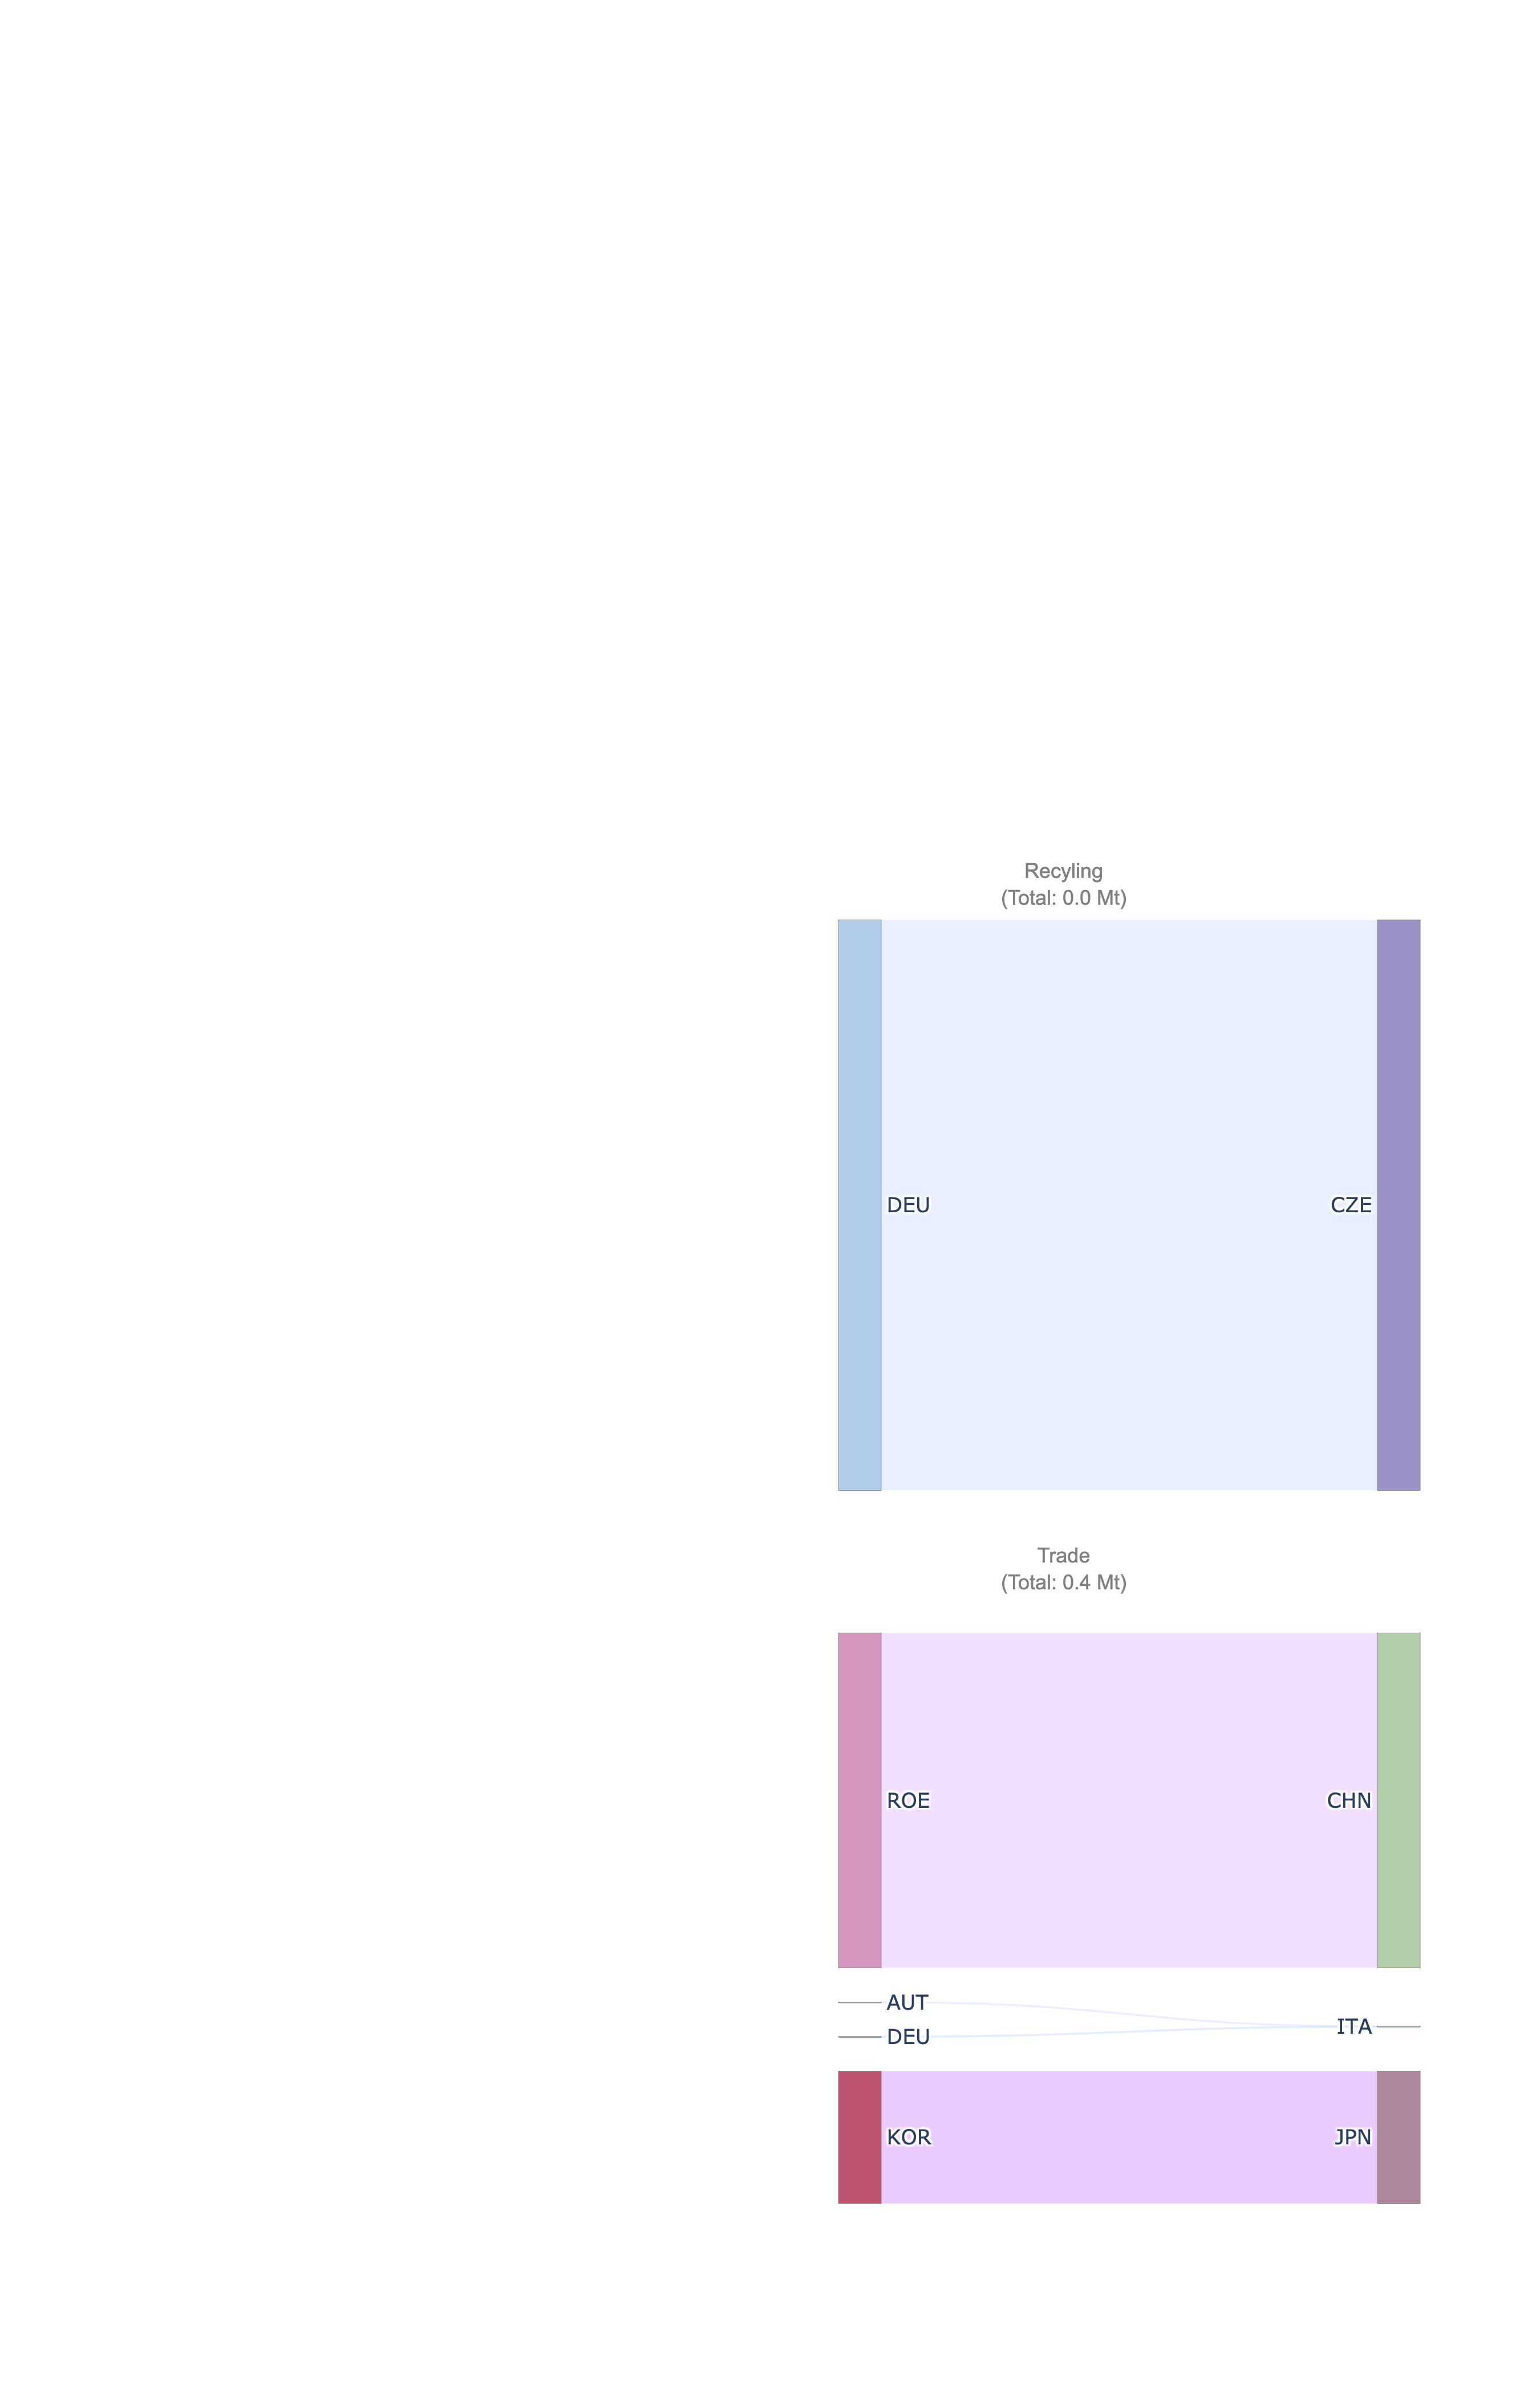 Recyling
(Total: 0.0 Mt)
DEU CZE
Trade
(Total: 0.4 Mt)
ROE CHN
AUT
ITA
DEU
KOR JPN